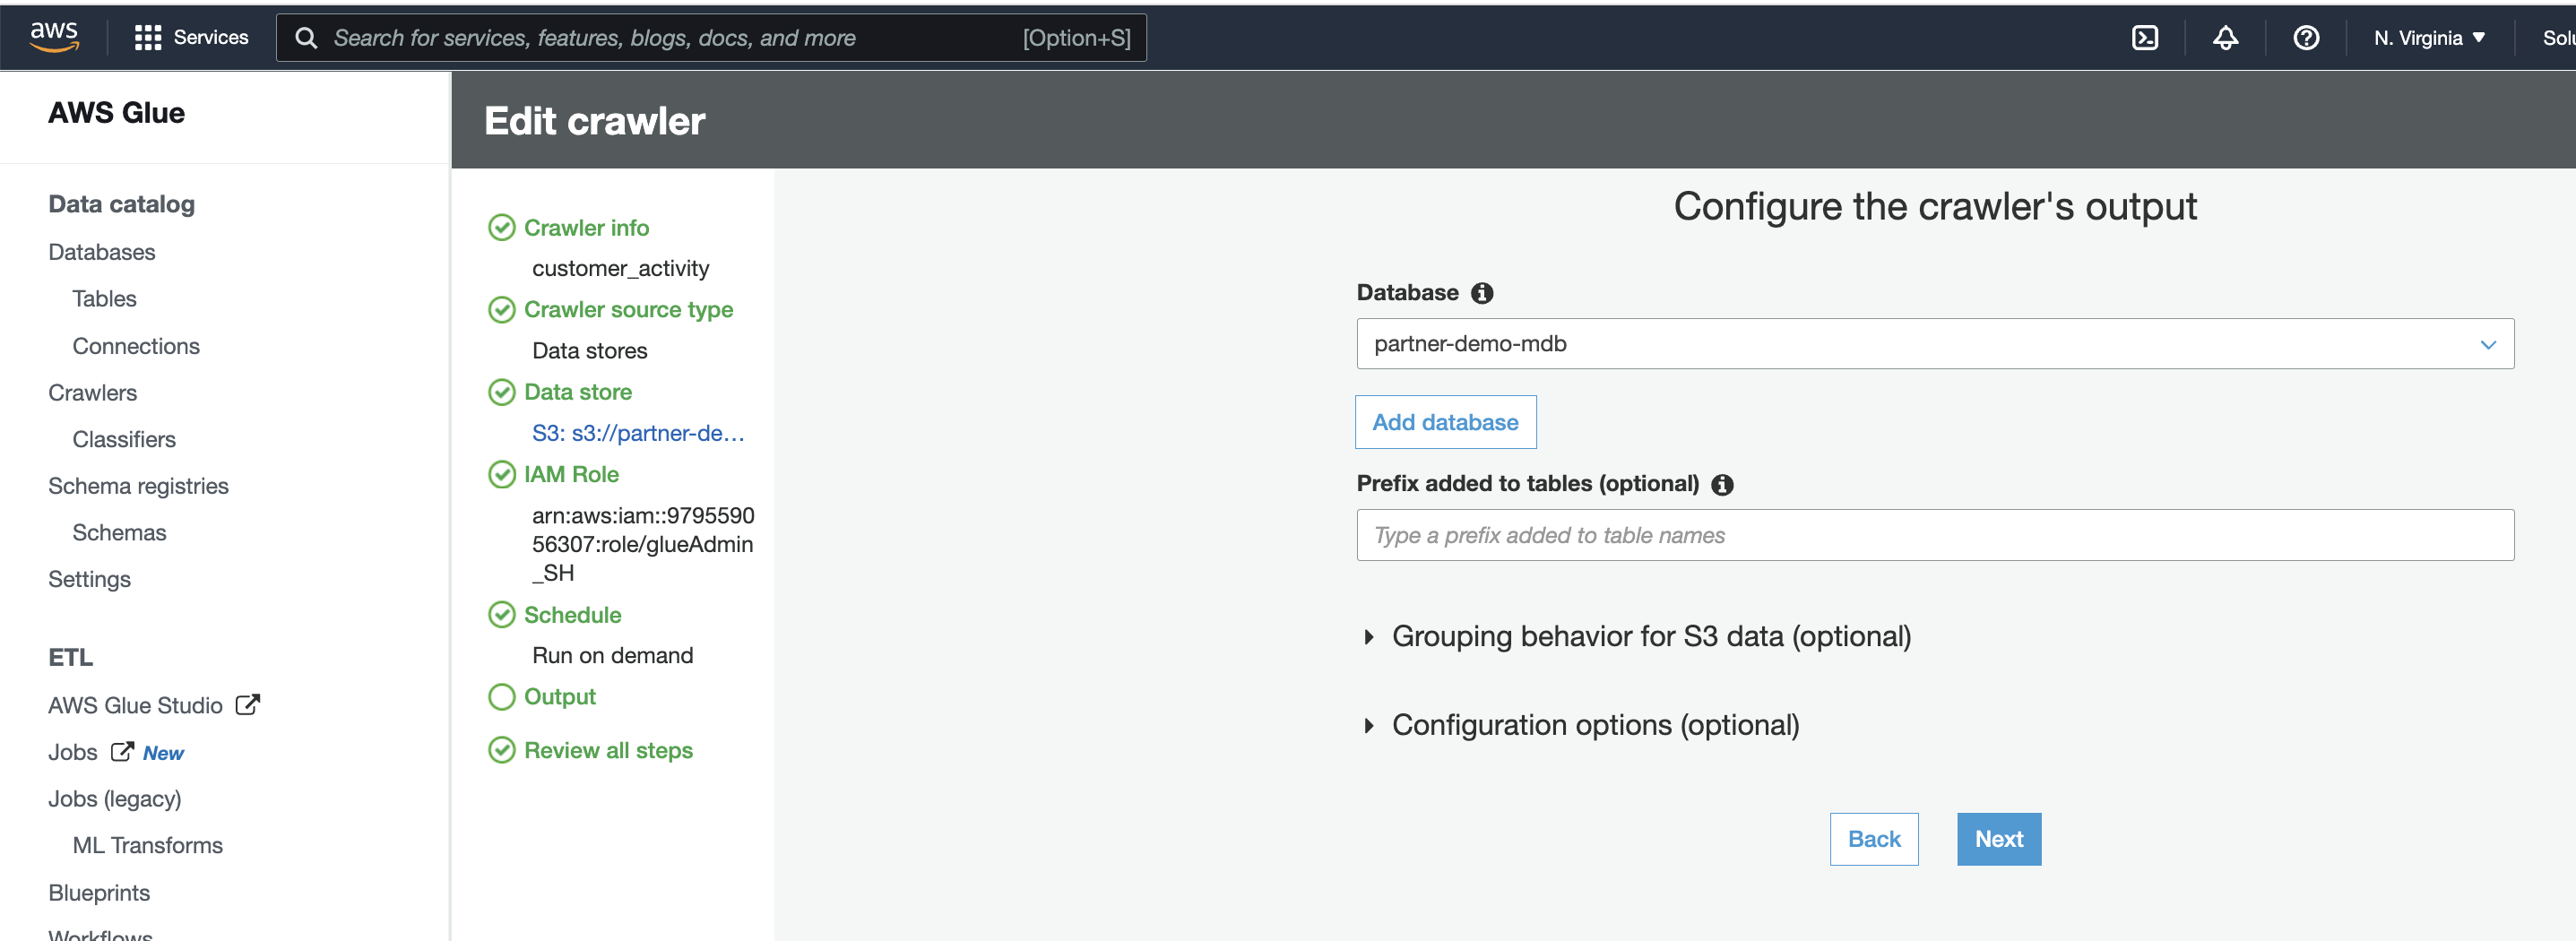 aws
Services
Search for services, features, blogs, docs, and more
[Option+S]
N. Virginia
Solu
AWS Glue
Data catalog
Databases
Tables
Connections
Crawlers
Classifiers
Schema registries
Schemas
Settings
ETL
AWS Glue Studio
Jobs New
Jobs (legacy)
ML Transforms
Blueprints
Workflows
Edit crawler
Crawler info
customer_activity
Crawler source type
Data stores
Data store
S3: s3://partner-de...
IAM Role
arn:aws:iam::9795590
56307:role/glueAdmin
_SH
Schedule
Run on demand
Output
Review all steps
Configure the crawler's output
Database
partner-demo-mdb
Add database
Prefix added to tables (optional)
Type a prefix added to table names
Grouping behavior for S3 data (optional)
Configuration options (optional)
Back
Next